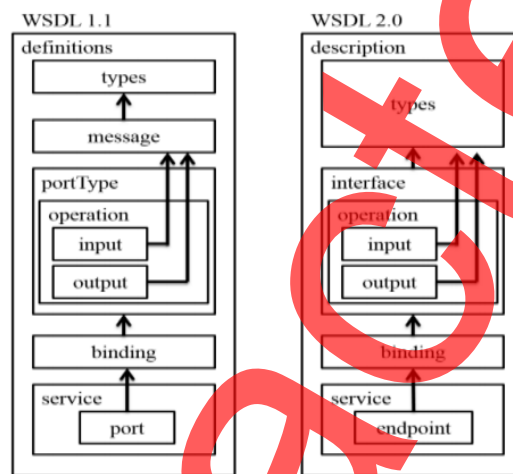 WSDL 1.1
definitions
types
message
portType
operation
input
output
binding
service
port
WSDL 2.0
description
types
interface
operation
input
output
binding
service
endpoint